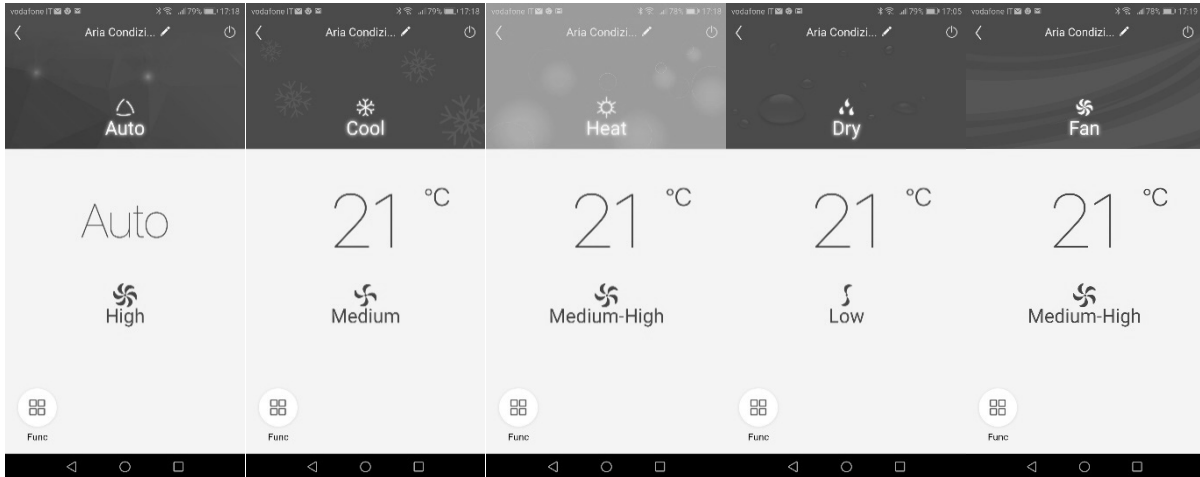 vodafone IT 79% 17:18
Aria Condizi...
Auto
Auto
High
Func
vodafone IT 79% 17:18
Aria Condizi...
Cool
21 °C
Medium
Func
vodafone IT 78% 17:18
Aria Condizi...
Heat
21 °C
Medium-High
Func
vodafone IT 79% 17:05
Aria Condizi...
Dry
21 °C
Low
Func
vodafone IT 78% 17:19
Aria Condizi...
Fan
21 °C
Medium-High
Func